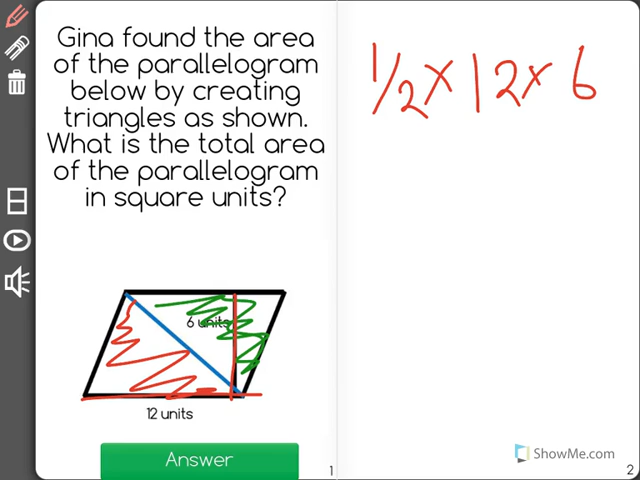 Gina found the area
of the parallelogram
below by creating
triangles as shown.
What is the total area
of the parallelogram
in square units?
6 units
12 units
Answer
1
1/2 x 12 x 6
ShowMe.com
2